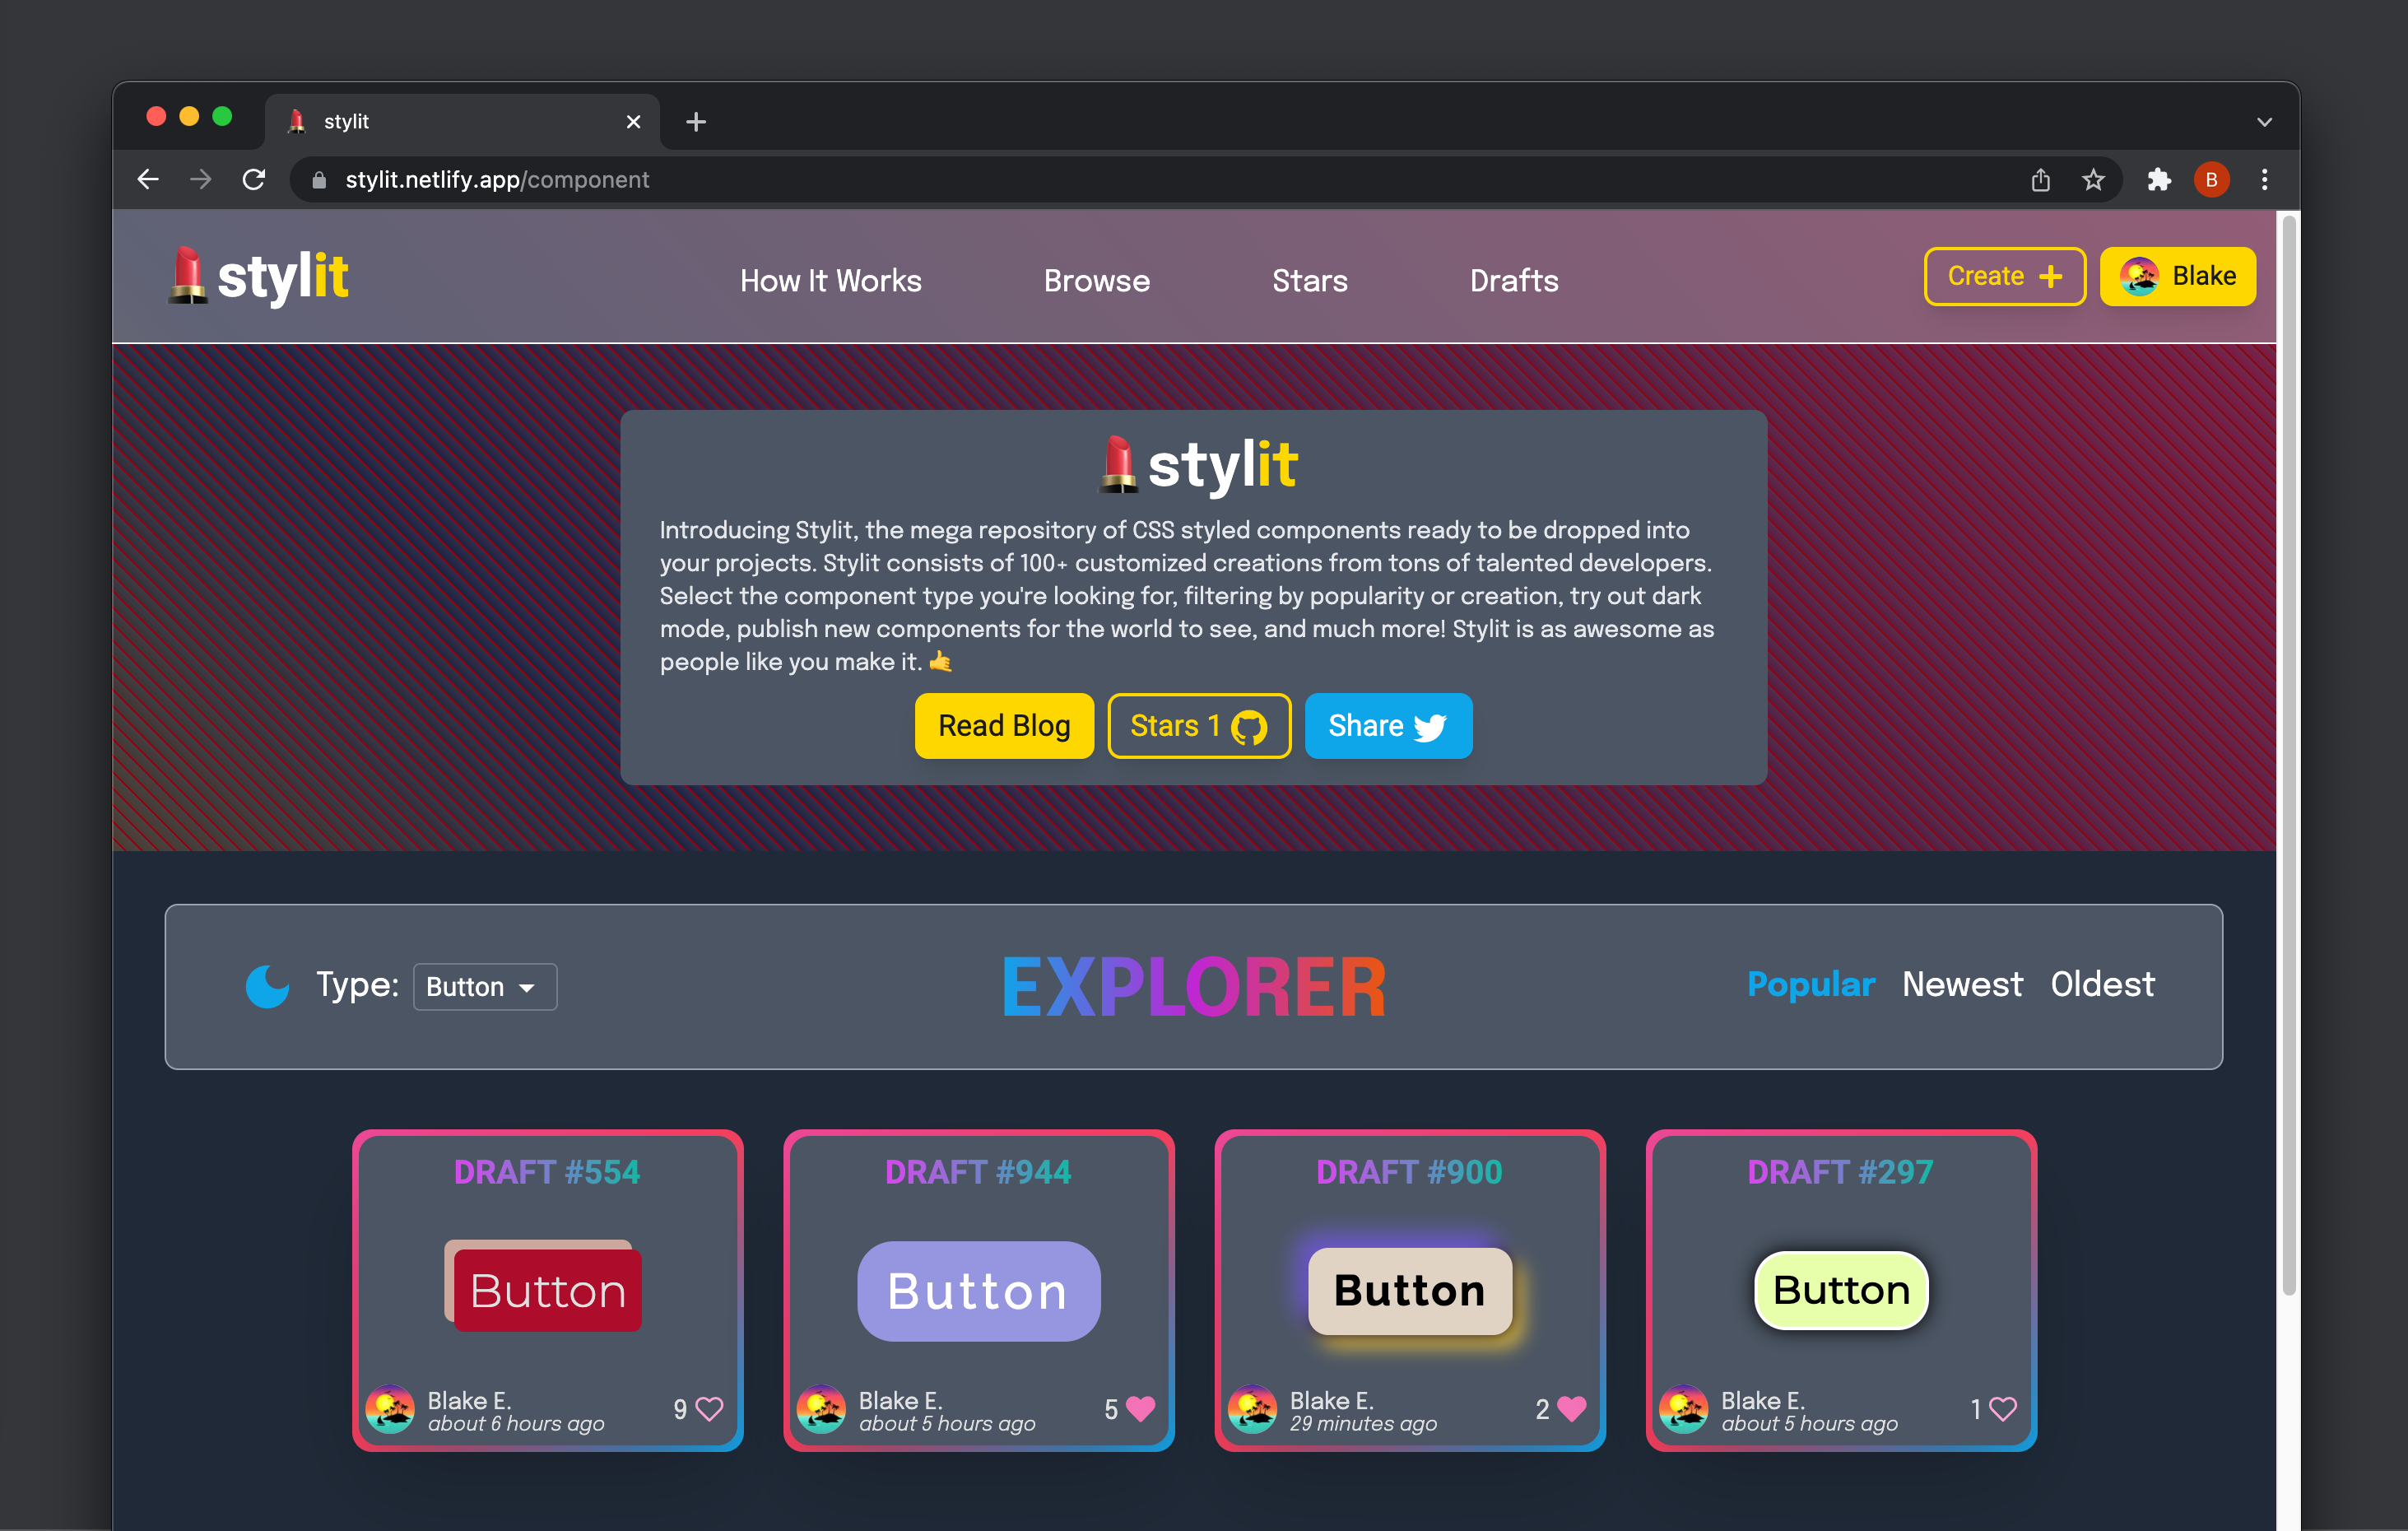 stylit
stylit.netlify.app/component
B
stylit
How It Works
Browse
Stars
Drafts
Create
Blake
stylit
Introducing Stylit, the mega repository of CSS styled components ready to be dropped into
your projects. Stylit consists of 100+ customized creations from tons of talented developers.
Select the component type you're looking for, filtering by popularity or creation, try out dark
mode, publish new components for the world to see, and much more! Stylit is as awesome as
people like you make it. 🤙
Read Blog
Stars 1
Share
Type: Button
EXPLORER
Popular Newest Oldest
DRAFT #554
Button
Blake E.
about 6 hours ago
9
DRAFT #944
Button
Blake E.
about 5 hours ago
5
DRAFT #900
Button
Blake E.
29 minutes ago
2
DRAFT #297
Button
Blake E.
about 5 hours ago
1